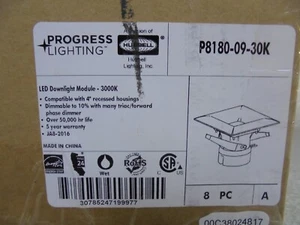 PROGRESS
LIGHTING™
HUBBELL
Lighting, Inc.
P8180-09-30K
LED Downlight Module - 3000K
• Compatible with 4" recessed housings
• Dimmable to 10% with many triac/forward
phase dimmer
• Over 50,000 hr life
• 5 year warranty
• JA8-2016
MADE IN CHINA
24
Wet
RoHS
30785247199977
8 PC
A
00C38024817